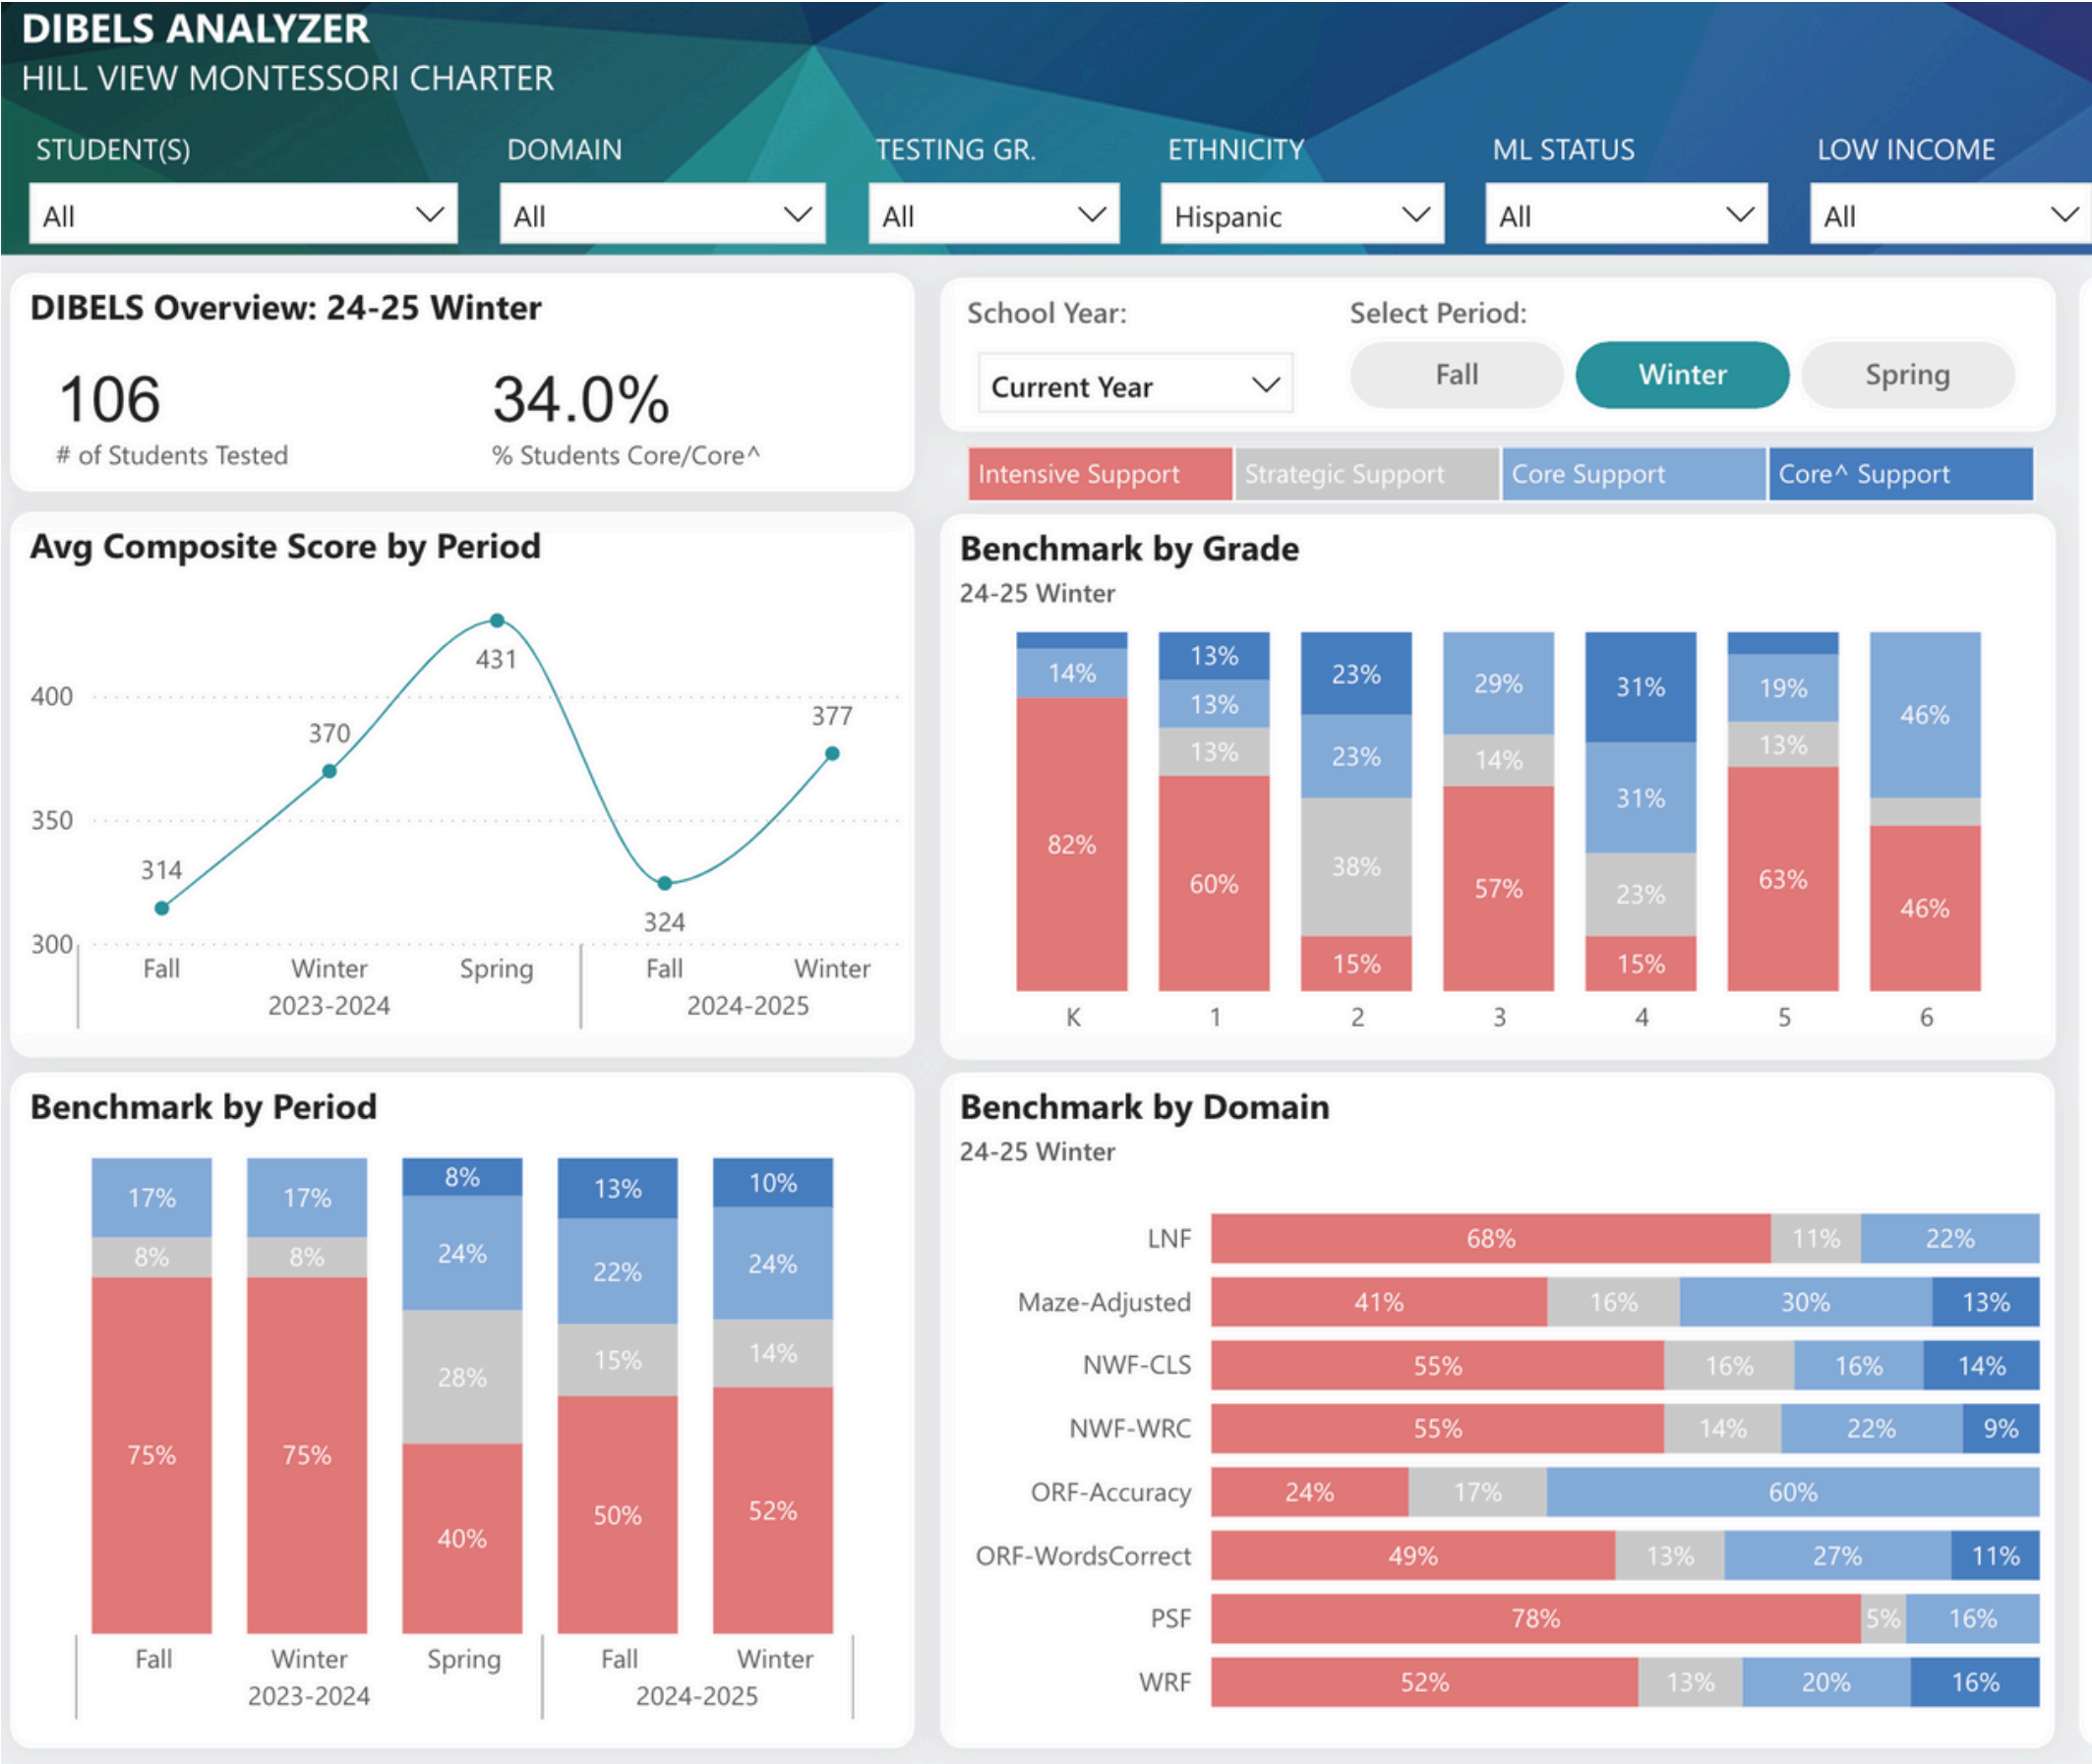 DIBELS ANALYZER
HILL VIEW MONTESSORI CHARTER
STUDENT(S) DOMAIN TESTING GR. ETHNICITY ML STATUS LOW INCOME
All All All Hispanic All All
DIBELS Overview: 24-25 Winter
106 34.0%
# of Students Tested % Students Core/Core^
School Year: Select Period:
Current Year Fall Winter Spring
Intensive Support Strategic Support Core Support Core^ Support
Avg Composite Score by Period
431
400
377
370
350
314
324
300
Fall Winter Spring Fall Winter
2023-2024 2024-2025
Benchmark by Grade
24-25 Winter
14% 82%
13% 13% 13% 60%
23% 23% 38% 15%
29% 14% 57%
31% 31% 23% 15%
19% 13% 63%
46% 46%
K 1 2 3 4 5 6
Benchmark by Period
17% 8% 75%
17% 8% 75%
8% 24% 28% 40%
13% 22% 15% 50%
10% 24% 14% 52%
Fall Winter Spring Fall Winter
2023-2024 2024-2025
Benchmark by Domain
24-25 Winter
LNF 68% 11% 22%
Maze-Adjusted 41% 16% 30% 13%
NWF-CLS 55% 16% 16% 14%
NWF-WRC 55% 14% 22% 9%
ORF-Accuracy 24% 17% 60%
ORF-WordsCorrect 49% 13% 27% 11%
PSF 78% 5% 16%
WRF 52% 13% 20% 16%